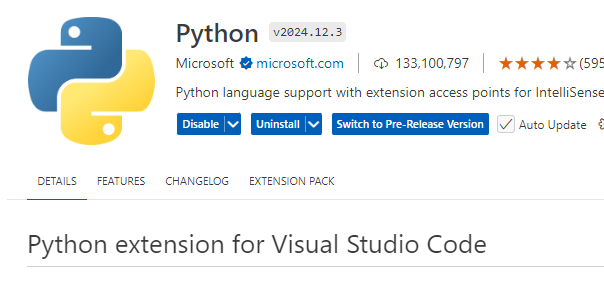 Python v2024.12.3
Microsoft microsoft.com 133,100,797 (595
Python language support with extension access points for IntelliSense
Disable Uninstall Switch to Pre-Release Version Auto Update
DETAILS FEATURES CHANGELOG EXTENSION PACK
Python extension for Visual Studio Code